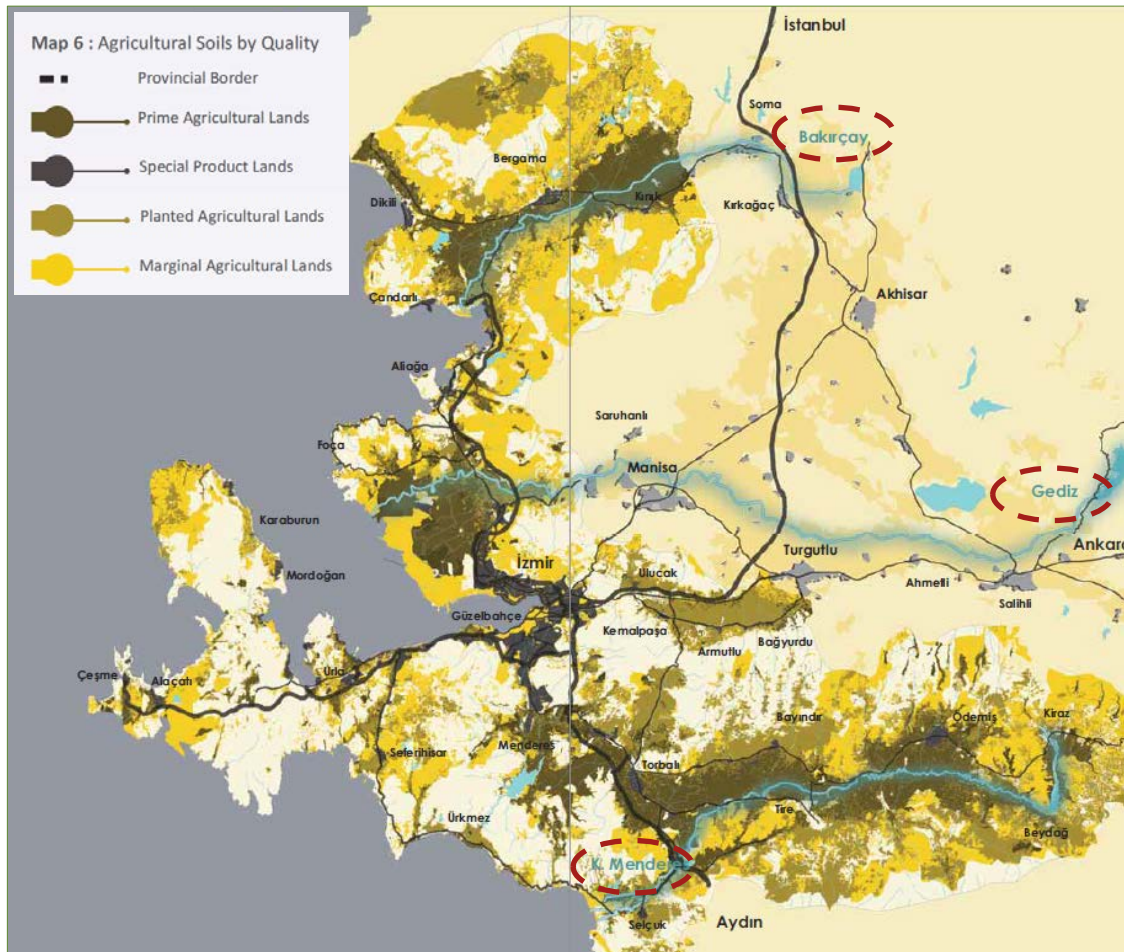 Map 6 : Agricultural Soils by Quality
Provincial Border
Prime Agricultural Lands
Special Product Lands
Planted Agricultural Lands
Marginal Agricultural Lands
İstanbul
Soma
Bakırçay
Bergama
Kınık
Dikili
Kırkağaç
Çandarlı
Akhisar
Aliağa
Saruhanlı
Foça
Manisa
Gediz
Karaburun
Ankara
Turgutlu
İzmir
Ulucak
Ahmetli
Mordoğan
Salihli
Güzelbahçe
Kemalpaşa
Bağyurdu
Armutlu
Çeşme
Alaçatı
Urla
Bayındır
Ödemiş
Kiraz
Seferihisar
Menderes
Torbalı
Tire
Ürkmez
Beydağ
K. Menderes
Selçuk
Aydın